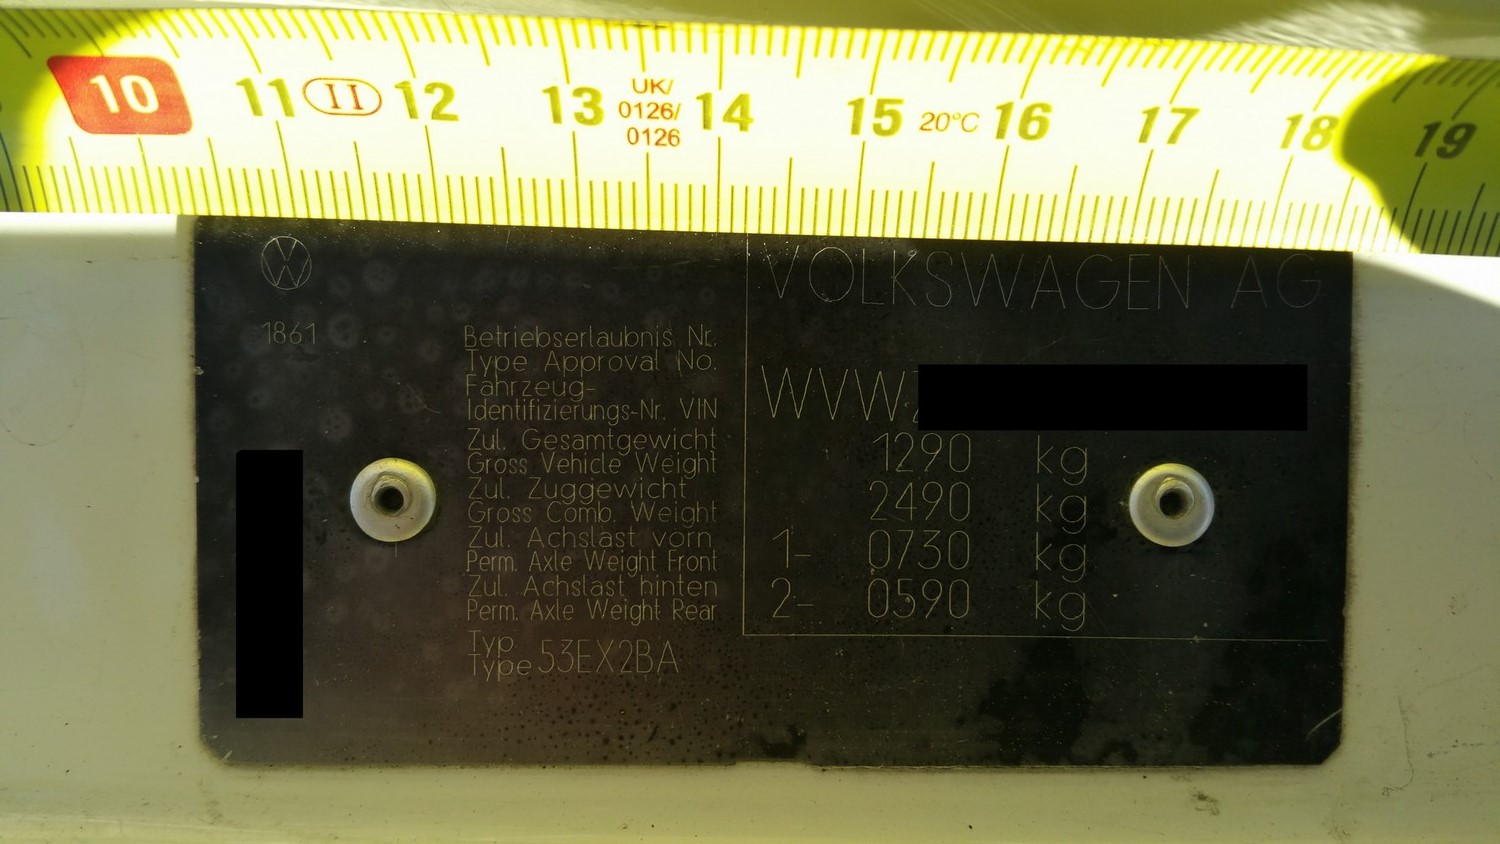 10 11 II 12 13 UK/ 14 15 20°C 16 17 18 19
0126/
0126
VOLKSWAGEN AG
1861
Betriebserlaubnis Nr.
Type Approval No.
Fahrzeug-
Identifizierungs-Nr. VIN WVW
Zul. Gesamtgewicht
Gross Vehicle Weight 1290 kg
Zul. Zuggewicht
Gross Comb. Weight 2490 kg
Zul. Achslast vorn
Perm. Axle Weight Front 1- 0730 kg
Zul. Achslast hinten
Perm. Axle Weight Rear 2- 0590 kg
Typ
Type 53EX2BA